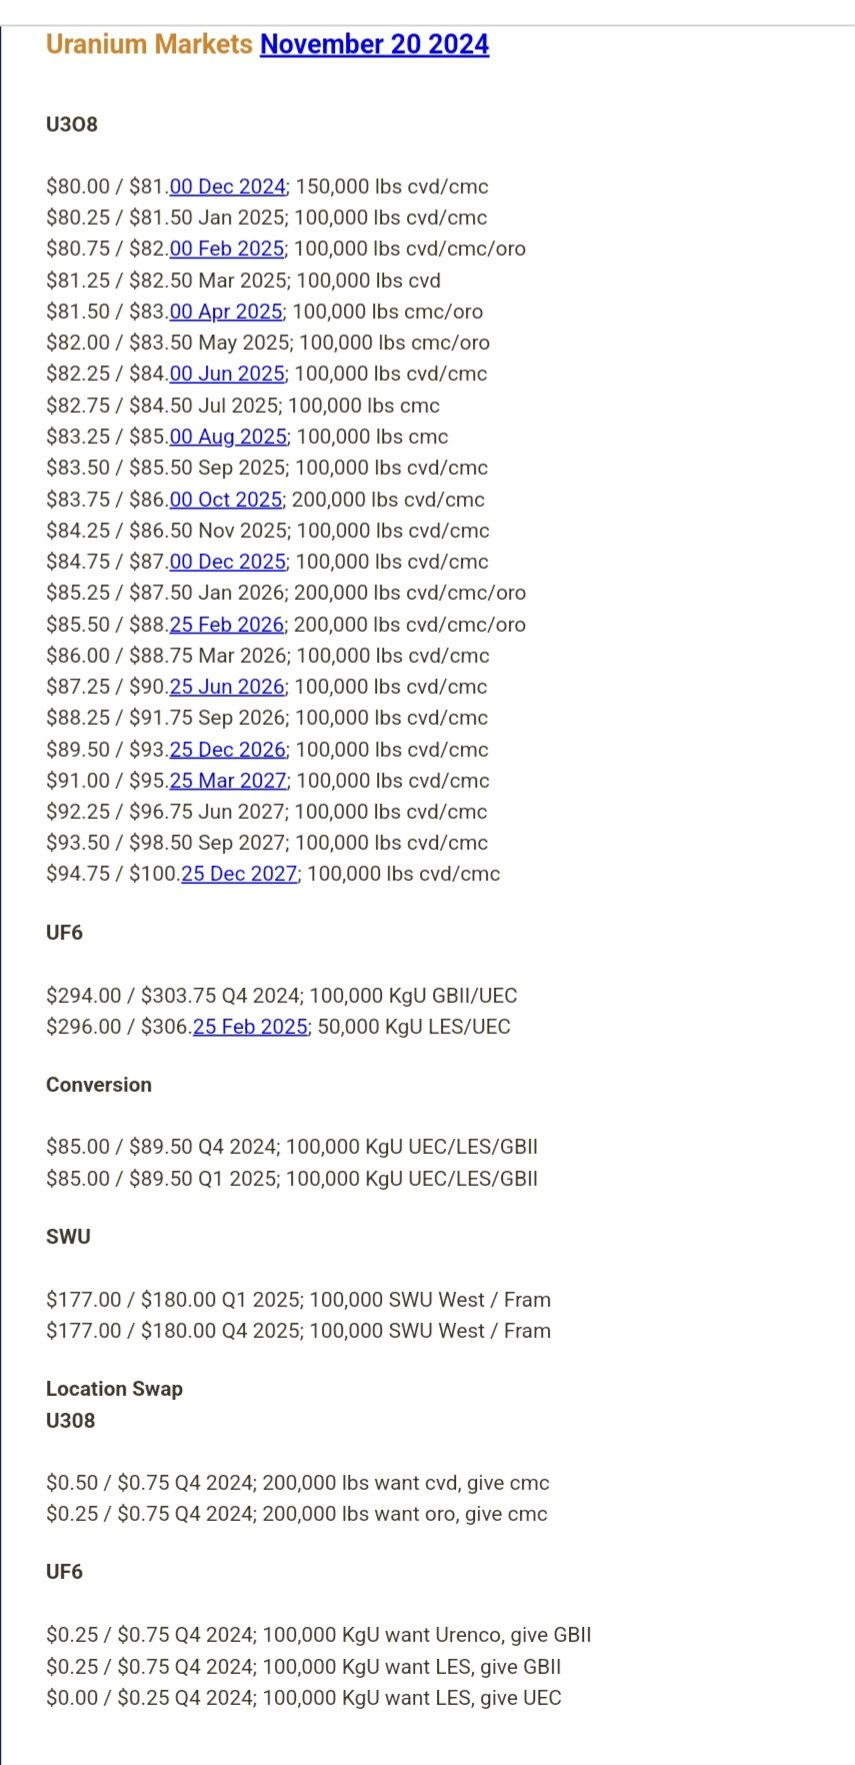 Uranium Markets November 20 2024
U3O8
$80.00 / $81.00 Dec 2024; 150,000 lbs cvd/cmc
$80.25 / $81.50 Jan 2025; 100,000 lbs cvd/cmc
$80.75 / $82.00 Feb 2025; 100,000 lbs cvd/cmc/oro
$81.25 / $82.50 Mar 2025; 100,000 lbs cvd
$81.50 / $83.00 Apr 2025; 100,000 lbs cmc/oro
$82.00 / $83.50 May 2025; 100,000 lbs cmc/oro
$82.25 / $84.00 Jun 2025; 100,000 lbs cvd/cmc
$82.75 / $84.50 Jul 2025; 100,000 lbs cmc
$83.25 / $85.00 Aug 2025; 100,000 lbs cmc
$83.50 / $85.50 Sep 2025; 100,000 lbs cvd/cmc
$83.75 / $86.00 Oct 2025; 200,000 lbs cvd/cmc
$84.25 / $86.50 Nov 2025; 100,000 lbs cvd/cmc
$84.75 / $87.00 Dec 2025; 100,000 lbs cvd/cmc
$85.25 / $87.50 Jan 2026; 200,000 lbs cvd/cmc/oro
$85.50 / $88.25 Feb 2026; 200,000 lbs cvd/cmc/oro
$86.00 / $88.75 Mar 2026; 100,000 lbs cvd/cmc
$87.25 / $90.25 Jun 2026; 100,000 lbs cvd/cmc
$88.25 / $91.75 Sep 2026; 100,000 lbs cvd/cmc
$89.50 / $93.25 Dec 2026; 100,000 lbs cvd/cmc
$91.00 / $95.25 Mar 2027; 100,000 lbs cvd/cmc
$92.25 / $96.75 Jun 2027; 100,000 lbs cvd/cmc
$93.50 / $98.50 Sep 2027; 100,000 lbs cvd/cmc
$94.75 / $100.25 Dec 2027; 100,000 lbs cvd/cmc
UF6
$294.00 / $303.75 Q4 2024; 100,000 KgU GBII/UEC
$296.00 / $306.25 Feb 2025; 50,000 KgU LES/UEC
Conversion
$85.00 / $89.50 Q4 2024; 100,000 KgU UEC/LES/GBII
$85.00 / $89.50 Q1 2025; 100,000 KgU UEC/LES/GBII
SWU
$177.00 / $180.00 Q1 2025; 100,000 SWU West / Fram
$177.00 / $180.00 Q4 2025; 100,000 SWU West / Fram
Location Swap
U308
$0.50 / $0.75 Q4 2024; 200,000 lbs want cvd, give cmc
$0.25 / $0.75 Q4 2024; 200,000 lbs want oro, give cmc
UF6
$0.25 / $0.75 Q4 2024; 100,000 KgU want Urenco, give GBII
$0.25 / $0.75 Q4 2024; 100,000 KgU want LES, give GBII
$0.00 / $0.25 Q4 2024; 100,000 KgU want LES, give UEC